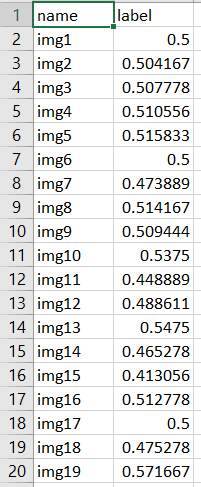 1 name label
2 img1 0.5
3 img2 0.504167
4 img3 0.507778
5 img4 0.510556
6 img5 0.515833
7 img6 0.5
8 img7 0.473889
9 img8 0.514167
10 img9 0.509444
11 img10 0.5375
12 img11 0.448889
13 img12 0.488611
14 img13 0.5475
15 img14 0.465278
16 img15 0.413056
17 img16 0.512778
18 img17 0.5
19 img18 0.475278
20 img19 0.571667